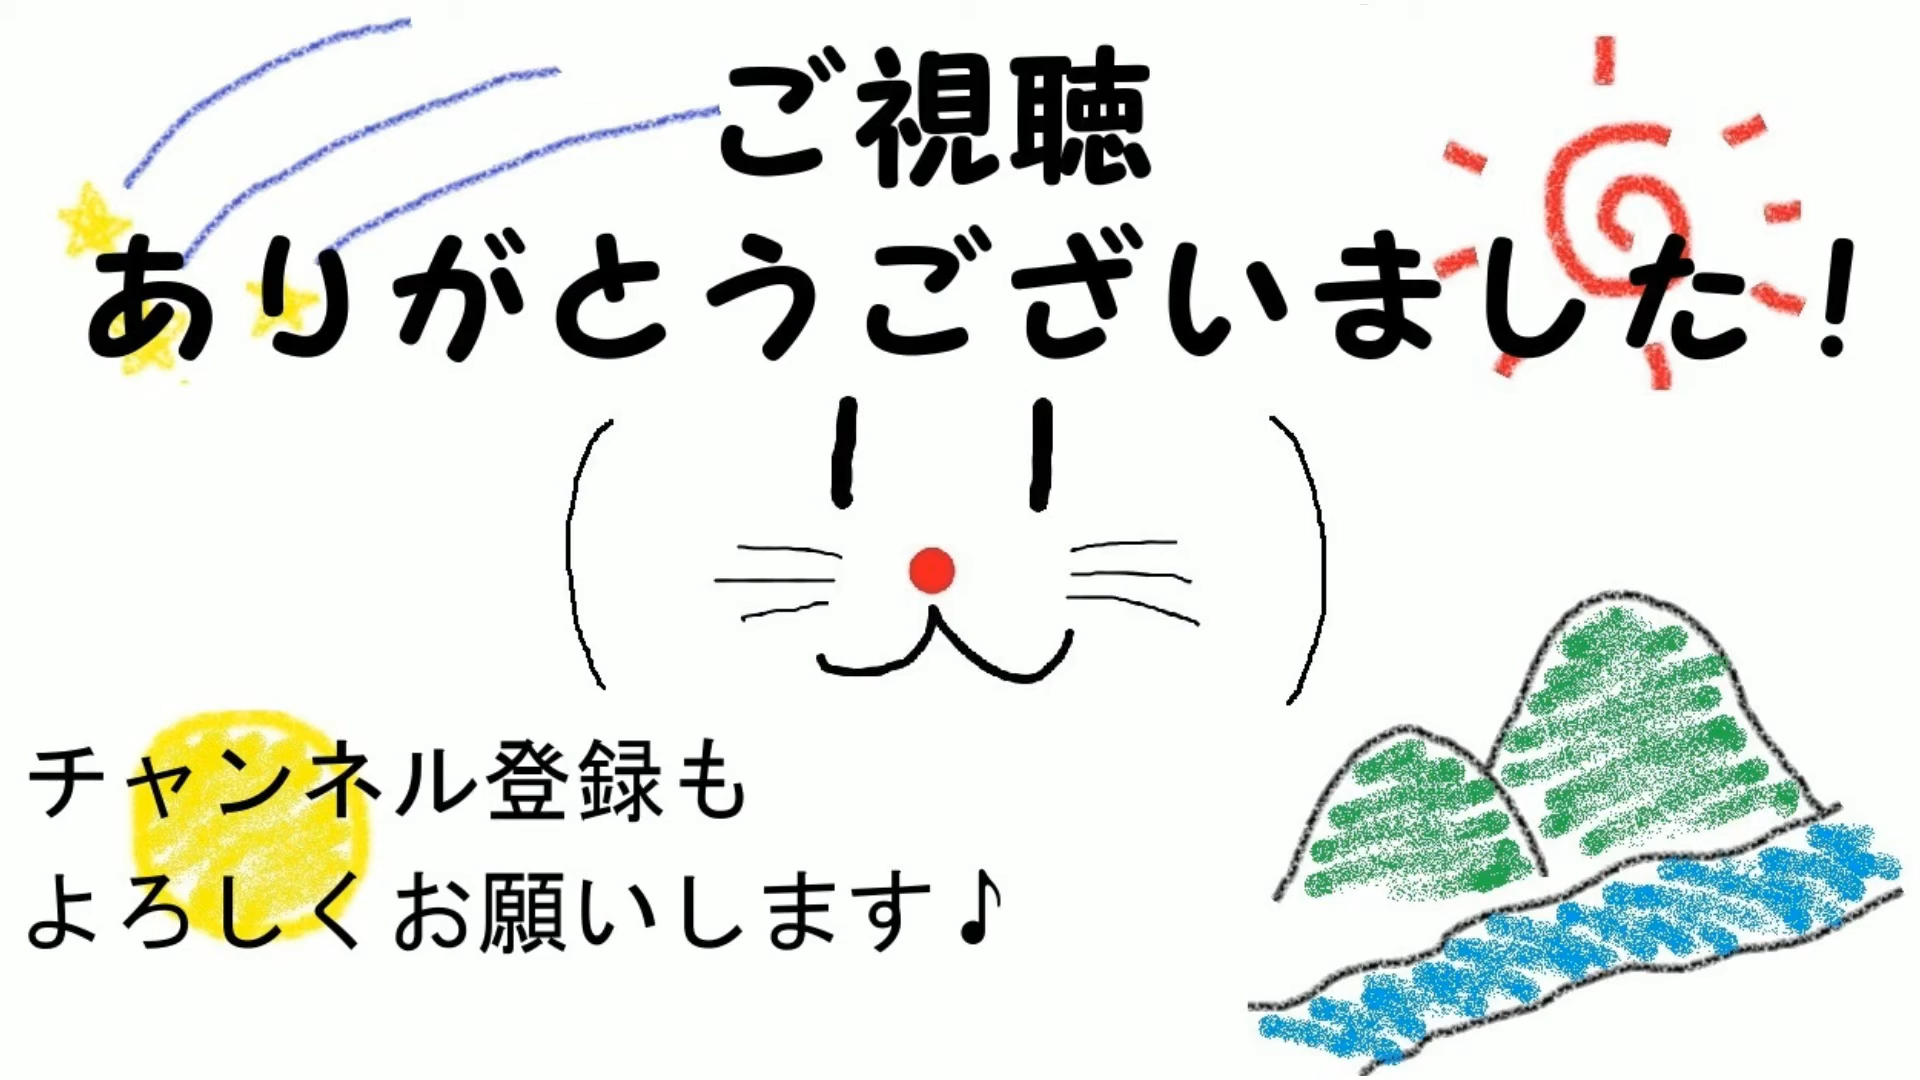 ご視聴
ありがとうございました！
チャンネル登録も
よろしくお願いします♪